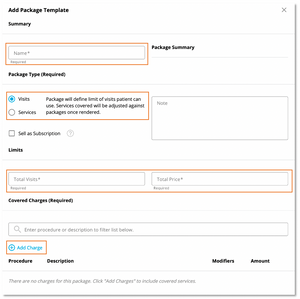 Add Package Template
Summary
Name*
Required
Package Summary
Package Type (Required)
Visits
Services
Package will define limit of visits patient can
use. Services covered will be adjusted against
packages once rendered.
Note
Sell as Subscription
Limits
Total Visits*
Required
Total Price*
Required
Covered Charges (Required)
Enter procedure or description to filter list below.
Add Charge
Procedure Description Modifiers Amount
There are no charges for this package. Click "Add Charges" to include covered services.